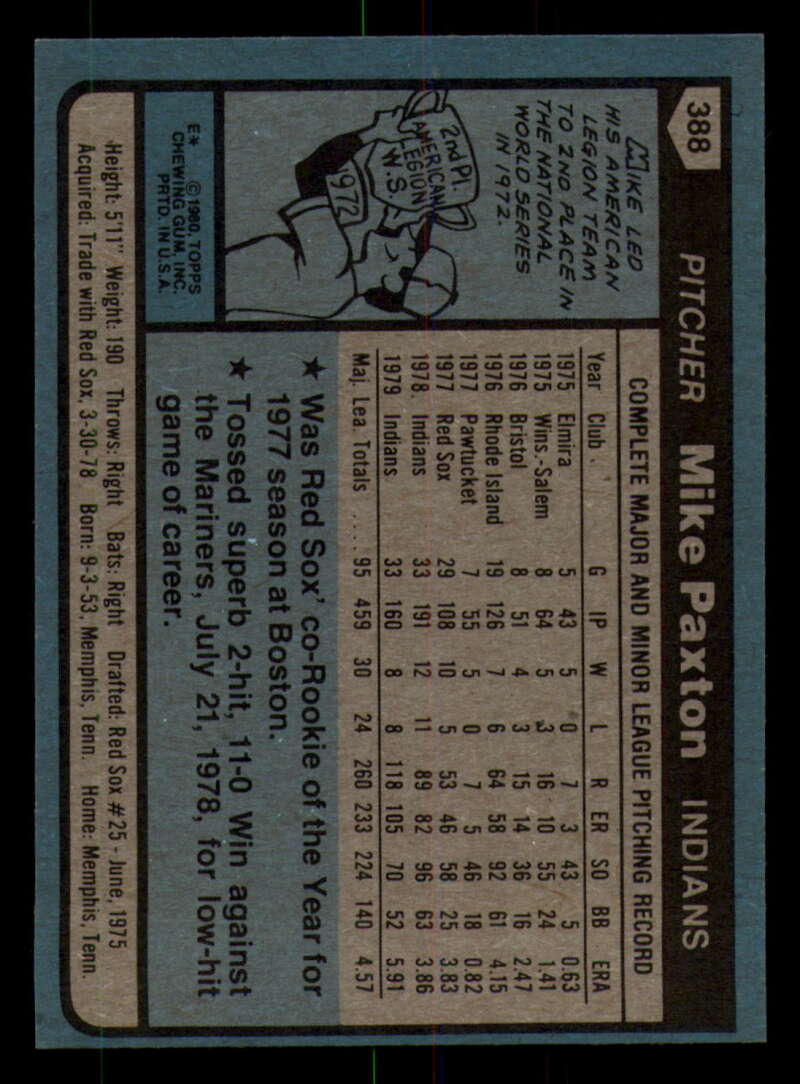 388
PITCHER Mike Paxton INDIANS
MIKE LED
HIS AMERICAN
LEGION TEAM
TO 2ND PLACE IN
THE NATIONAL
WORLD SERIES
IN 1972.
2nd Pl.
AMERICAN
LEGION
W.S.
1972
E* ©1980, TOPPS
CHEWING GUM, INC.
PRTD. IN U.S.A.
COMPLETE MAJOR AND MINOR LEAGUE PITCHING RECORD
Year Club G IP W L R ER SO BB ERA
1975 Elmira 5 43 5 0 7 3 43 5 0.63
1975 Wins.-Salem 8 64 5 3 16 10 55 24 1.41
1976 Bristol 8 51 4 3 15 14 36 16 2.47
1976 Rhode Island 19 126 7 6 64 58 92 61 4.15
1977 Pawtucket 7 55 5 0 7 5 46 18 0.82
1977 Red Sox 29 108 10 5 53 46 58 25 3.83
1978 Indians 33 191 12 11 89 82 96 63 3.86
1979 Indians 33 160 8 8 118 105 70 52 5.91
Maj. Lea. Totals .... 95 459 30 24 260 233 224 140 4.57
★ Was Red Sox' co-Rookie of the Year for
1977 season at Boston.
★ Tossed superb 2-hit, 11-0 Win against
the Mariners, July 21, 1978, for low-hit
game of career.
Height: 5'11" Weight: 190 Throws: Right Bats: Right Drafted: Red Sox #25 - June, 1975
Acquired: Trade with Red Sox, 3-30-78 Born: 9-3-53, Memphis, Tenn. Home: Memphis, Tenn.